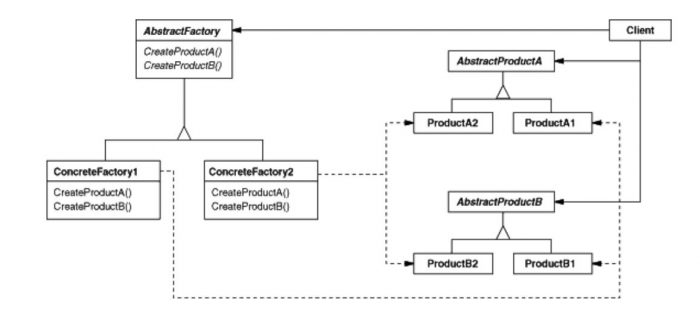 AbstractFactory
CreateProductA()
CreateProductB()
Client
AbstractProductA
ProductA2
ProductA1
ConcreteFactory1
CreateProductA()
CreateProductB()
ConcreteFactory2
CreateProductA()
CreateProductB()
AbstractProductB
ProductB2
ProductB1